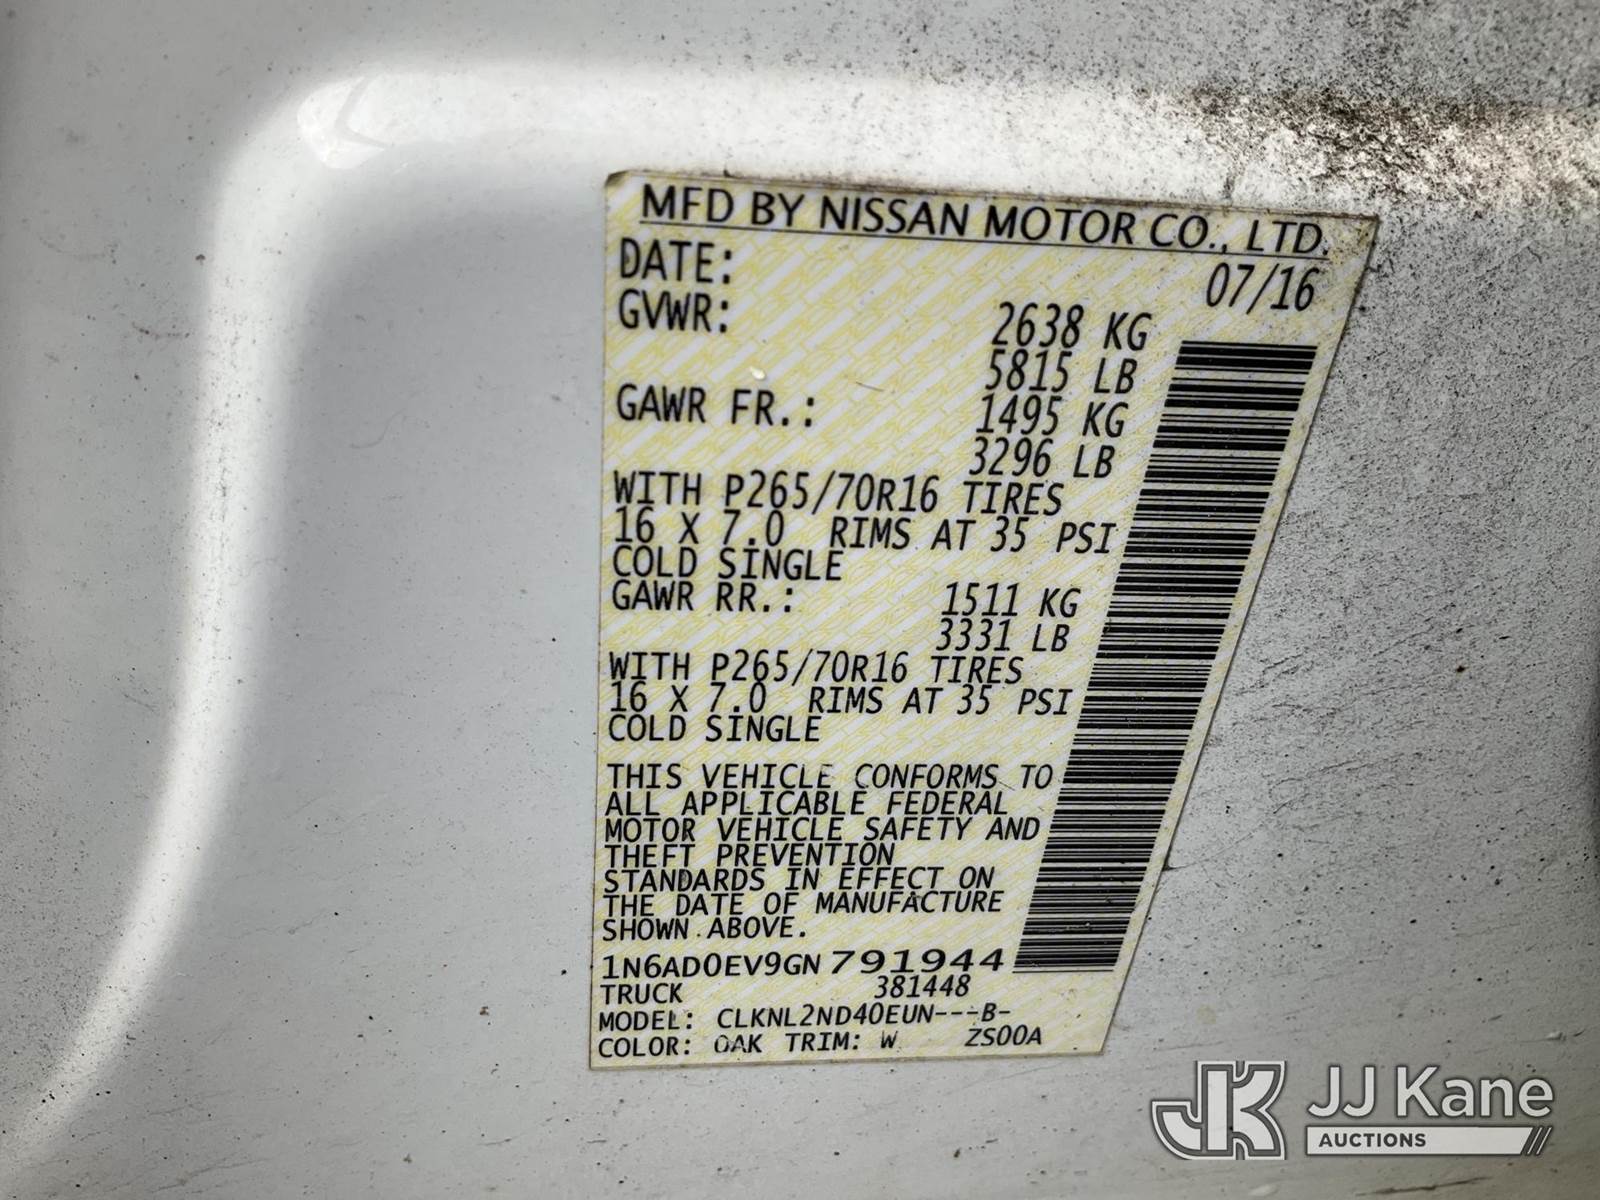 MFD BY NISSAN MOTOR CO., LTD.
DATE: 07/16
GVWR: 2638 KG
5815 LB
GAWR FR.: 1495 KG
3296 LB
WITH P265/70R16 TIRES
16 X 7.0 RIMS AT 35 PSI
COLD SINGLE
GAWR RR.: 1511 KG
3331 LB
WITH P265/70R16 TIRES
16 X 7.0 RIMS AT 35 PSI
COLD SINGLE
THIS VEHICLE CONFORMS TO
ALL APPLICABLE FEDERAL
MOTOR VEHICLE SAFETY AND
THEFT PREVENTION
STANDARDS IN EFFECT ON
THE DATE OF MANUFACTURE
SHOWN ABOVE.
1N6AD0EV9GN791944
TRUCK 381448
MODEL: CLKNL2ND40EUN---B-
COLOR: QAK TRIM: W ZS00A
JK JJ Kane
AUCTIONS